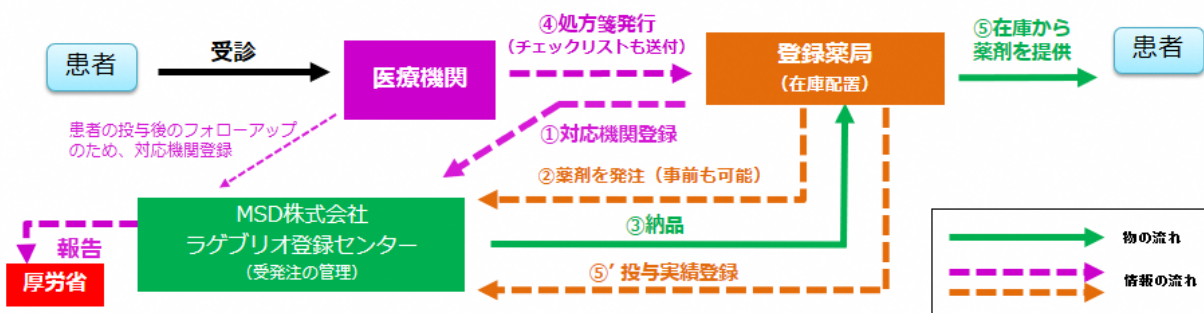 患者
受診
医療機関
④処方箋発行
（チェックリストも送付）
登録薬局
（在庫配置）
⑤在庫から
薬剤を提供
患者
患者の投与後のフォローアップ
のため、対応機関登録
①対応機関登録
②薬剤を発注（事前も可能）
③納品
⑤’投与実績登録
MSD株式会社
ラゲブリオ登録センター
（受発注の管理）
報告
厚労省
物の流れ
情報の流れ